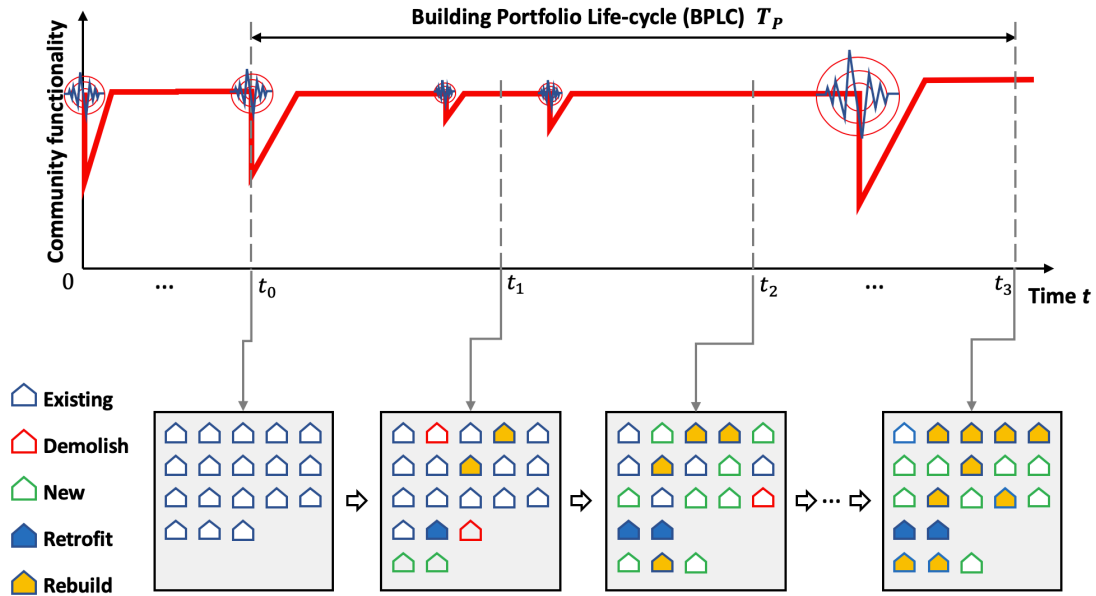 Building Portfolio Life-cycle (BPLC) T_P
Community functionality
0
...
t_0
t_1
t_2
...
t_3
Time t
Existing
Demolish
New
Retrofit
Rebuild
...